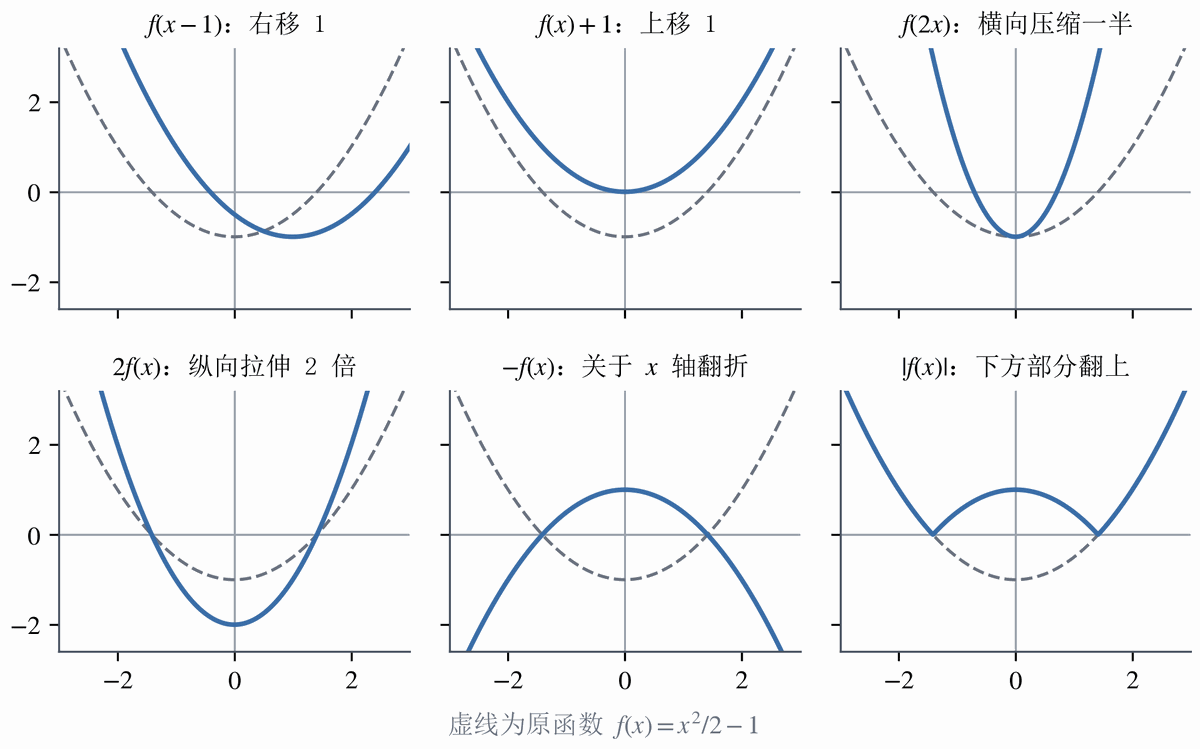 f(x−1)：右移 1
f(x)+1：上移 1
f(2x)：横向压缩一半
2
0
−2
2f(x)：纵向拉伸 2 倍
−f(x)：关于 x 轴翻折
|f(x)|：下方部分翻上
2
0
−2
−2 0 2
−2 0 2
−2 0 2
虚线为原函数 f(x)=x²/2−1